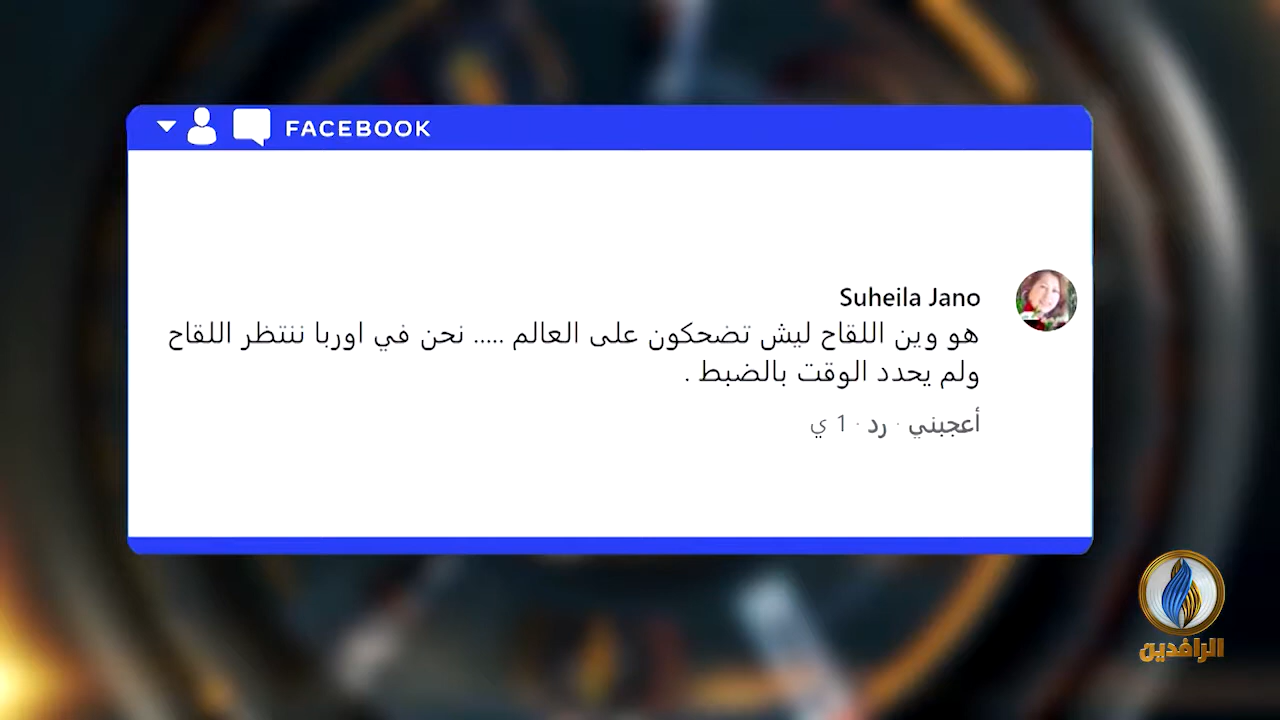 FACEBOOK
Suheila Jano
هو وين اللقاح ليش تضحكون على العالم ..... نحن في اوربا ننتظر اللقاح
ولم يحدد الوقت بالضبط .
أعجبني · رد · 1 ي
الرافدين